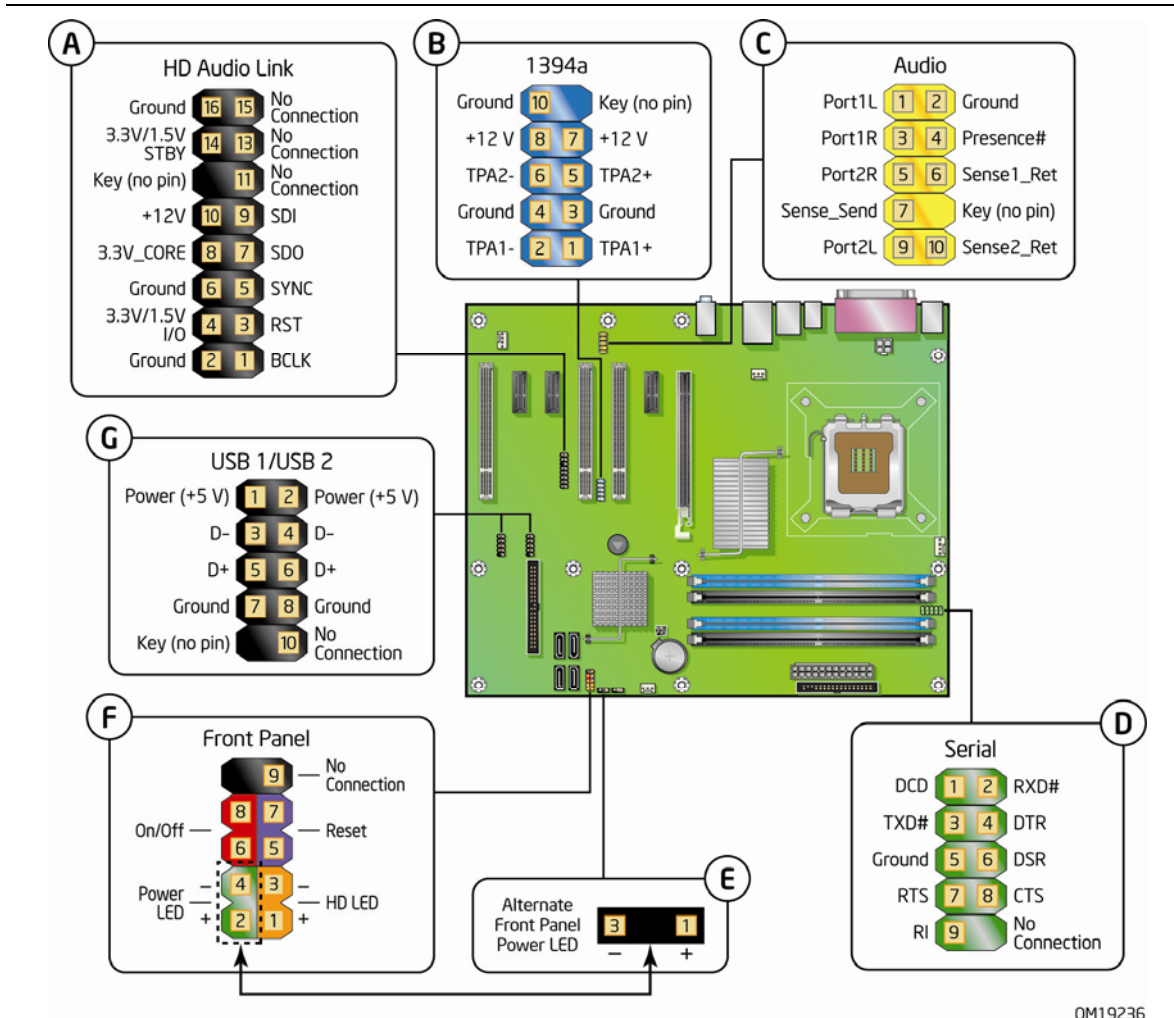 A
HD Audio Link
Ground 16 15 No Connection
3.3V/1.5V STBY 14 13 No Connection
Key (no pin) 11 No Connection
+12V 10 9 SDI
3.3V_CORE 8 7 SDO
Ground 6 5 SYNC
3.3V/1.5V I/O 4 3 RST
Ground 2 1 BCLK
B
1394a
Ground 10 Key (no pin)
+12 V 8 7 +12 V
TPA2- 6 5 TPA2+
Ground 4 3 Ground
TPA1- 2 1 TPA1+
C
Audio
Port1L 1 2 Ground
Port1R 3 4 Presence#
Port2R 5 6 Sense1_Ret
Sense_Send 7 Key (no pin)
Port2L 9 10 Sense2_Ret
G
USB 1/USB 2
Power (+5 V) 1 2 Power (+5 V)
D– 3 4 D–
D+ 5 6 D+
Ground 7 8 Ground
Key (no pin) 10 No Connection
F
Front Panel
9 No Connection
8 7
On/Off Reset
6 5
– 4 3 –
Power LED HD LED
+ 2 1 +
E
Alternate Front Panel Power LED
3 1
– +
D
Serial
DCD 1 2 RXD#
TXD# 3 4 DTR
Ground 5 6 DSR
RTS 7 8 CTS
RI 9 No Connection
OM19236